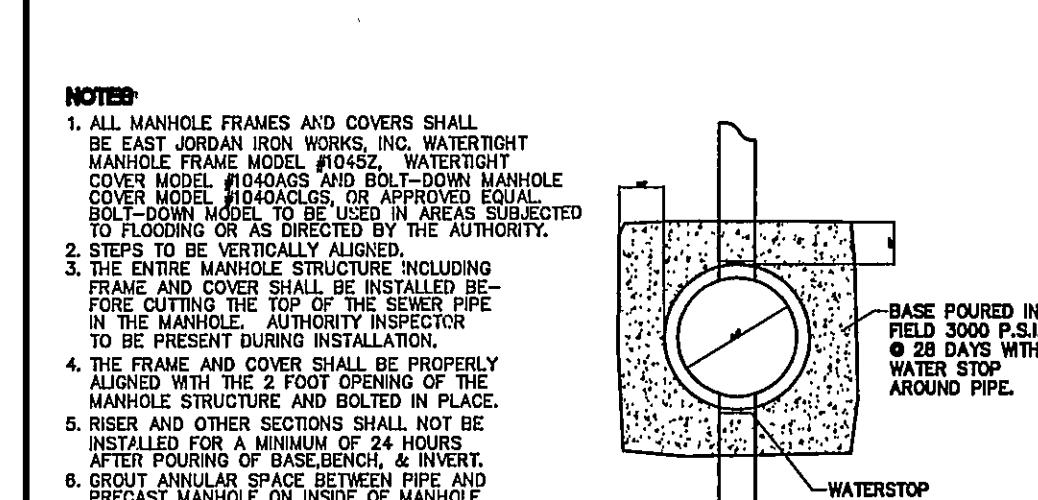 NOTES
1. ALL MANHOLE FRAMES AND COVERS SHALL
BE EAST JORDAN IRON WORKS, INC. WATERTIGHT
MANHOLE FRAME MODEL #1045Z, WATERTIGHT
COVER MODEL #1040AGS AND BOLT-DOWN MANHOLE
COVER MODEL #1040ACLGS, OR APPROVED EQUAL.
BOLT-DOWN MODEL TO BE USED IN AREAS SUBJECTED
TO FLOODING OR AS DIRECTED BY THE AUTHORITY.
2. STEPS TO BE VERTICALLY ALIGNED.
3. THE ENTIRE MANHOLE STRUCTURE INCLUDING
FRAME AND COVER SHALL BE INSTALLED BE-
FORE CUTTING THE TOP OF THE SEWER PIPE
IN THE MANHOLE. AUTHORITY INSPECTOR
TO BE PRESENT DURING INSTALLATION.
4. THE FRAME AND COVER SHALL BE PROPERLY
ALIGNED WITH THE 2 FOOT OPENING OF THE
MANHOLE STRUCTURE AND BOLTED IN PLACE.
5. RISER AND OTHER SECTIONS SHALL NOT BE
INSTALLED FOR A MINIMUM OF 24 HOURS
AFTER POURING OF BASE,BENCH, & INVERT.
6. GROUT ANNULAR SPACE BETWEEN PIPE AND
PRECAST MANHOLE ON INSIDE OF MANHOLE
BASE POURED IN
FIELD 3000 P.S.I.
@ 28 DAYS WITH
WATER STOP
AROUND PIPE.
WATERSTOP